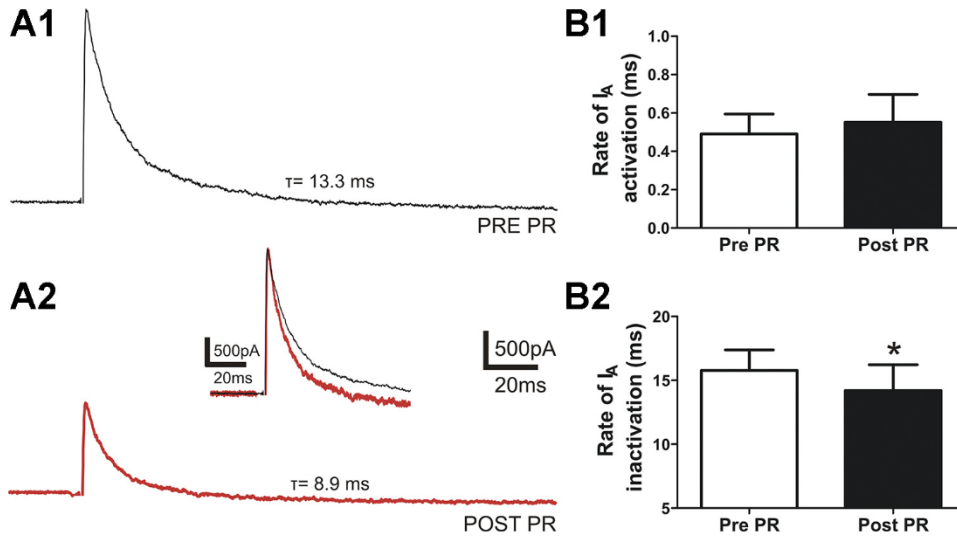 A1
τ= 13.3 ms
PRE PR
A2
500pA
20ms
500pA
20ms
τ= 8.9 ms
POST PR
B1
Rate of IA
activation (ms)
1.0
0.8
0.6
0.4
0.2
0.0
Pre PR
Post PR
B2
Rate of IA
inactivation (ms)
20
15
10
5
*
Pre PR
Post PR